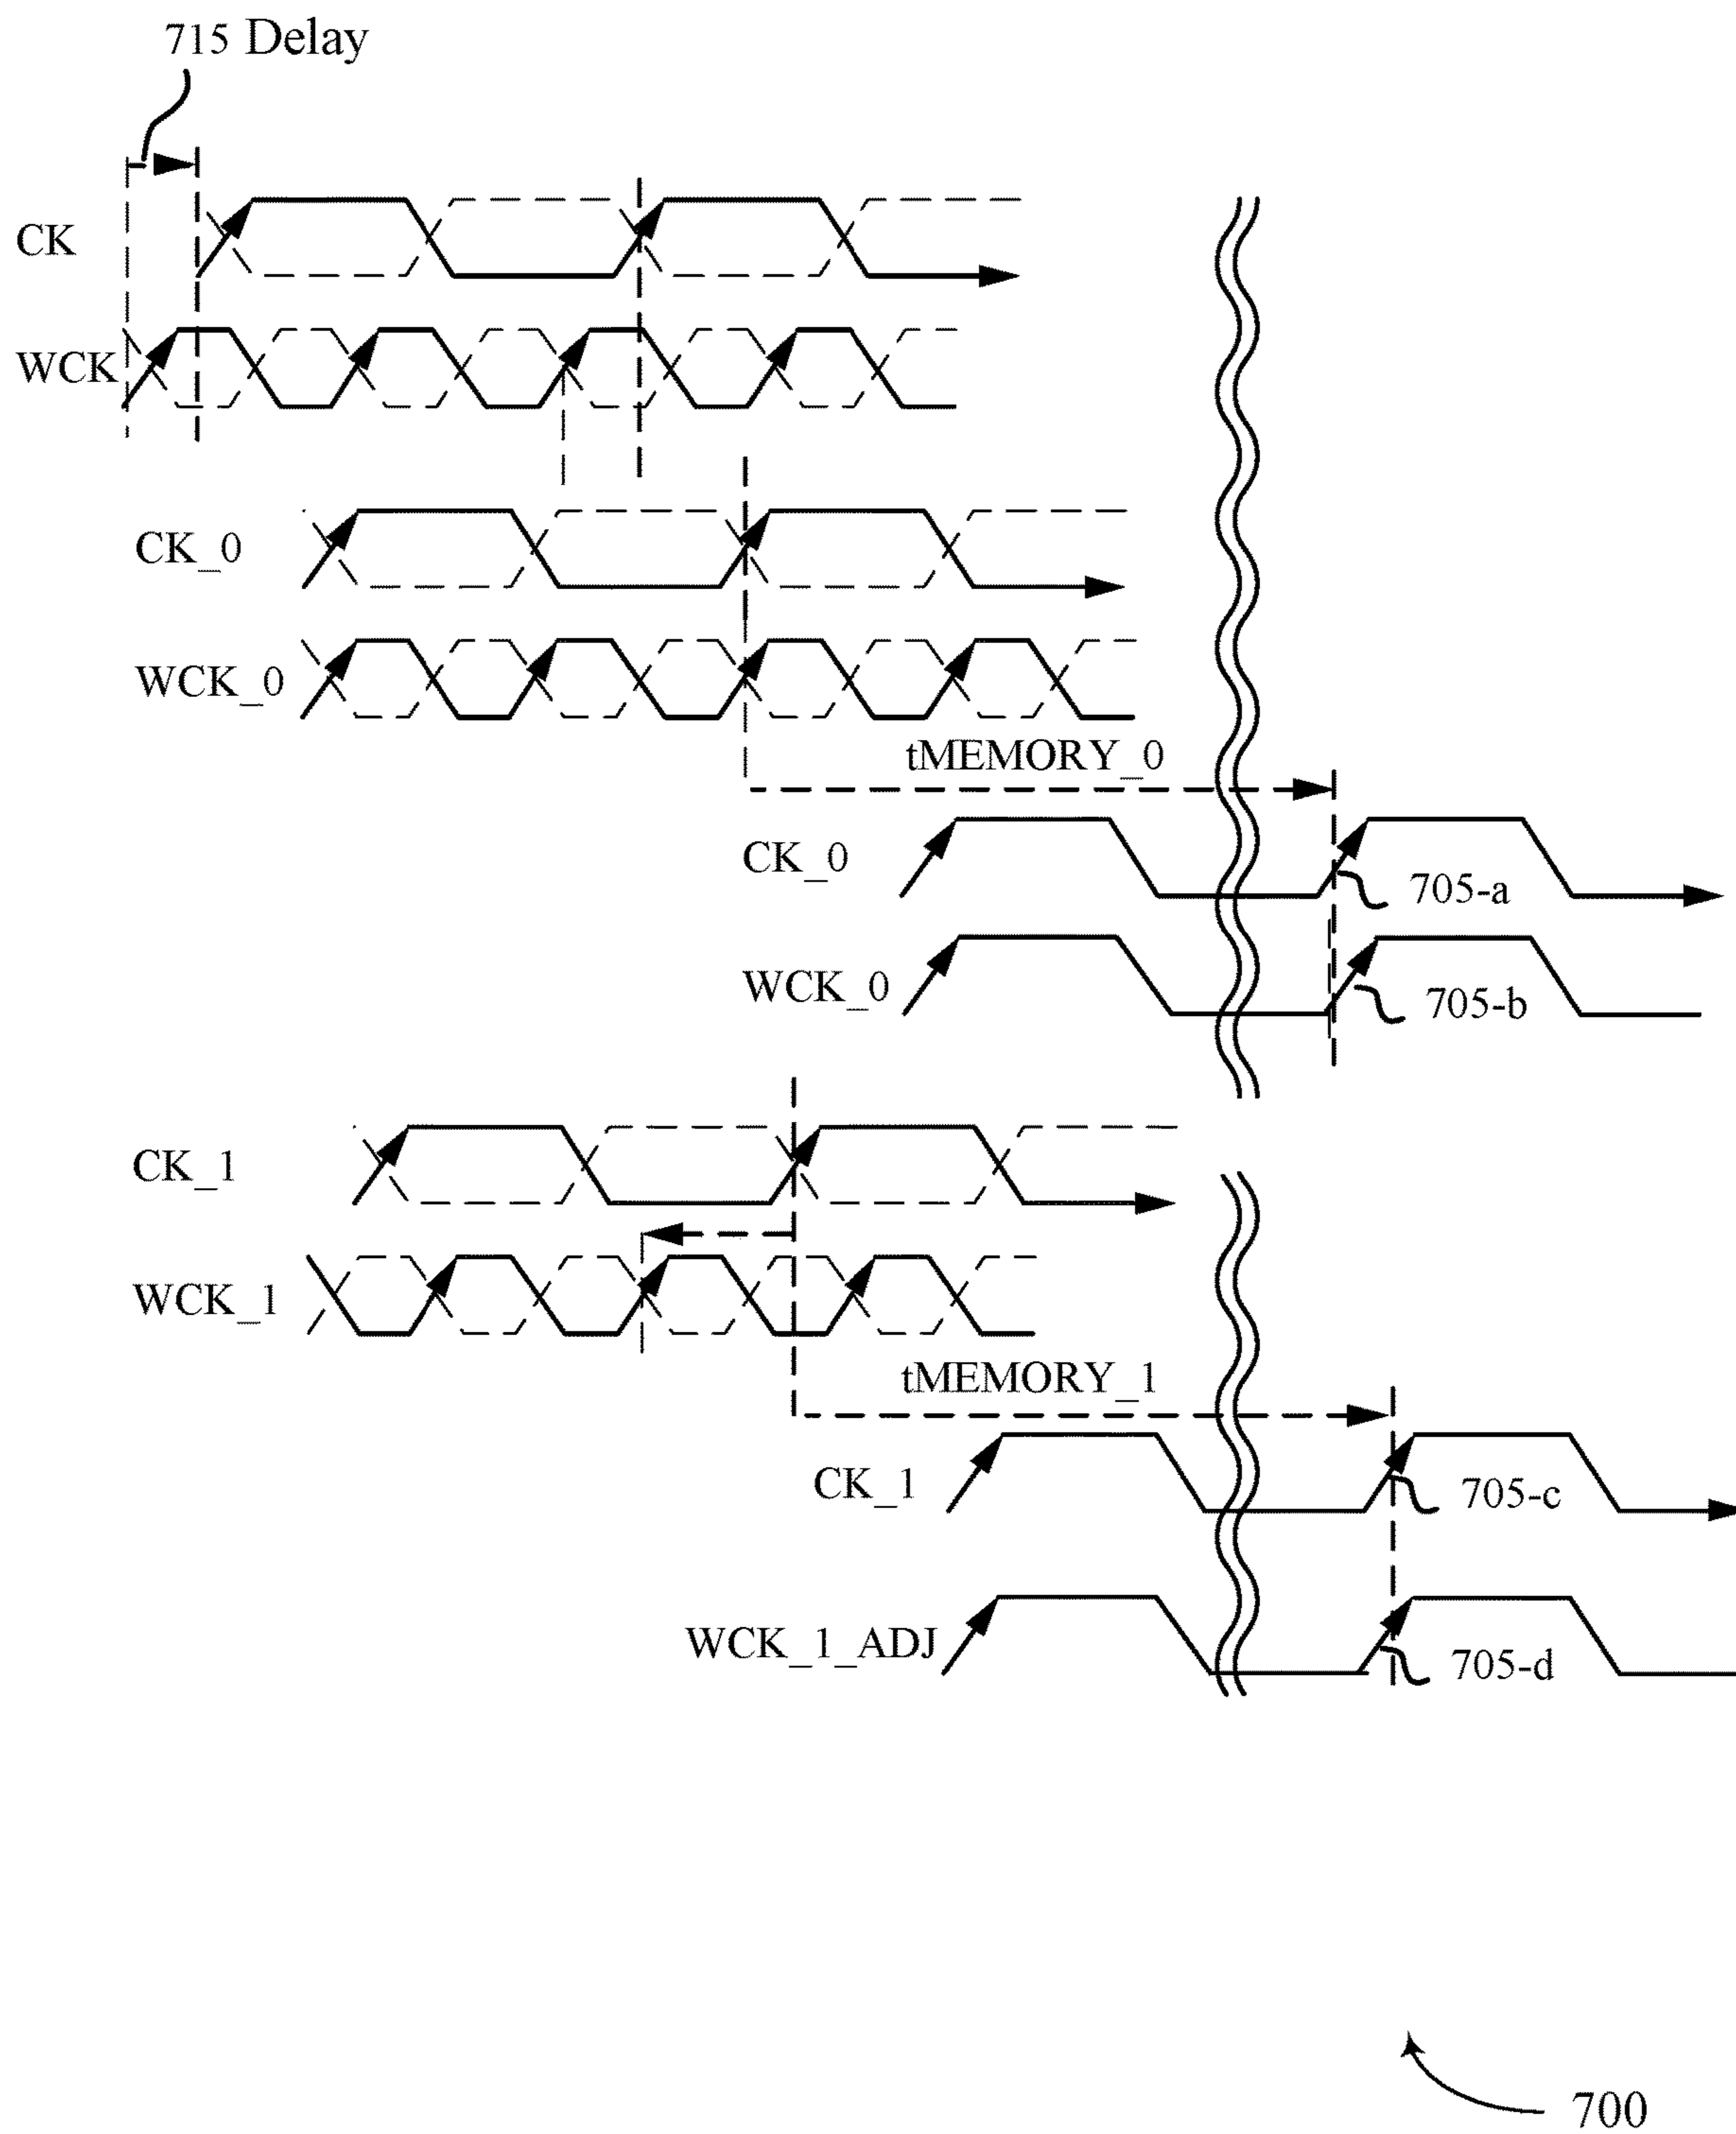 715 Delay
CK
WCK
CK_0
WCK_0
tMEMORY_0
CK_0
705-a
WCK_0
705-b
CK_1
WCK_1
tMEMORY_1
CK_1
705-c
WCK_1_ADJ
705-d
700